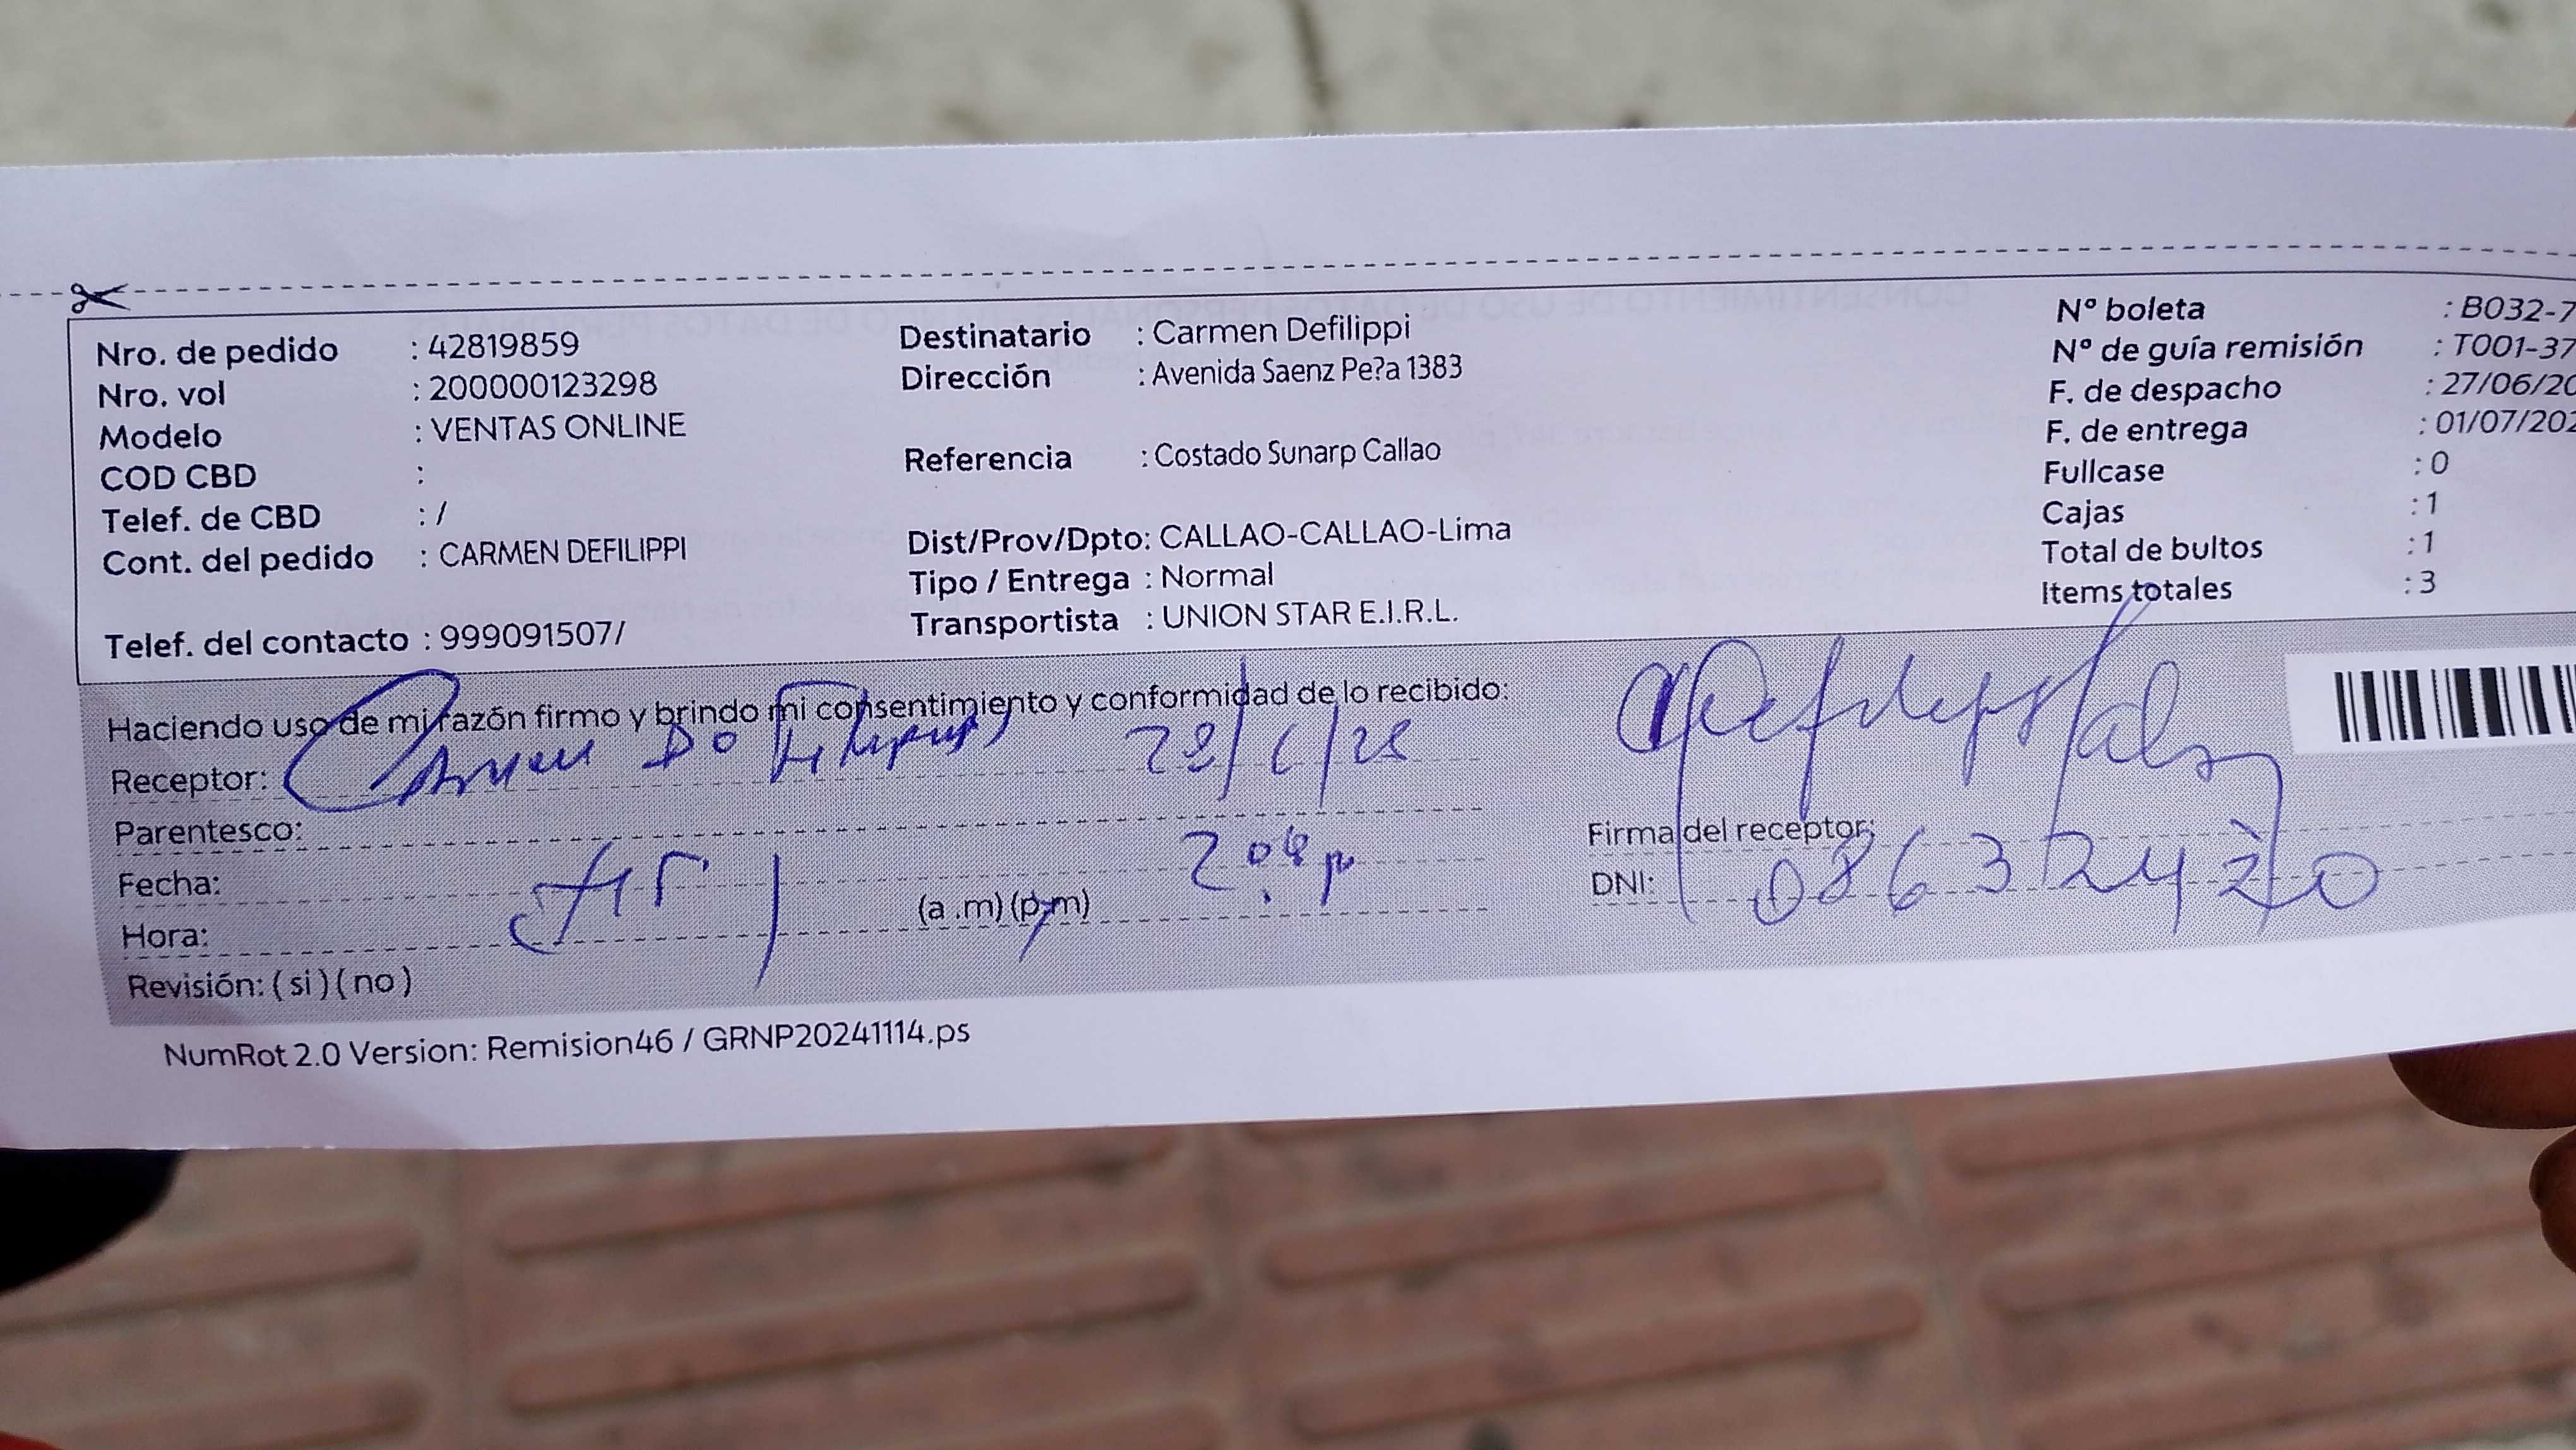 Nro. de pedido : 42819859
Nro. vol : 200000123298
Modelo : VENTAS ONLINE
COD CBD :
Telef. de CBD : /
Cont. del pedido : CARMEN DEFILIPPI
Telef. del contacto : 999091507/
Destinatario : Carmen Defilippi
Dirección : Avenida Saenz Pe?a 1383
Referencia : Costado Sunarp Callao
Dist/Prov/Dpto: CALLAO-CALLAO-Lima
Tipo / Entrega : Normal
Transportista : UNION STAR E.I.R.L.
N° boleta : B032-7
N° de guía remisión : T001-37
F. de despacho : 27/06/20
F. de entrega : 01/07/202
Fullcase : 0
Cajas : 1
Total de bultos : 1
Items totales : 3
Haciendo uso de mi razón firmo y brindo mi consentimiento y conformidad de lo recibido:
Receptor: Carmen
Parentesco:
Fecha:
Hora: (a .m) (p.m)
Revisión: ( si ) ( no )
Firma del receptor:
DNI: 08632470
NumRot 2.0 Version: Remision46 / GRNP20241114.ps